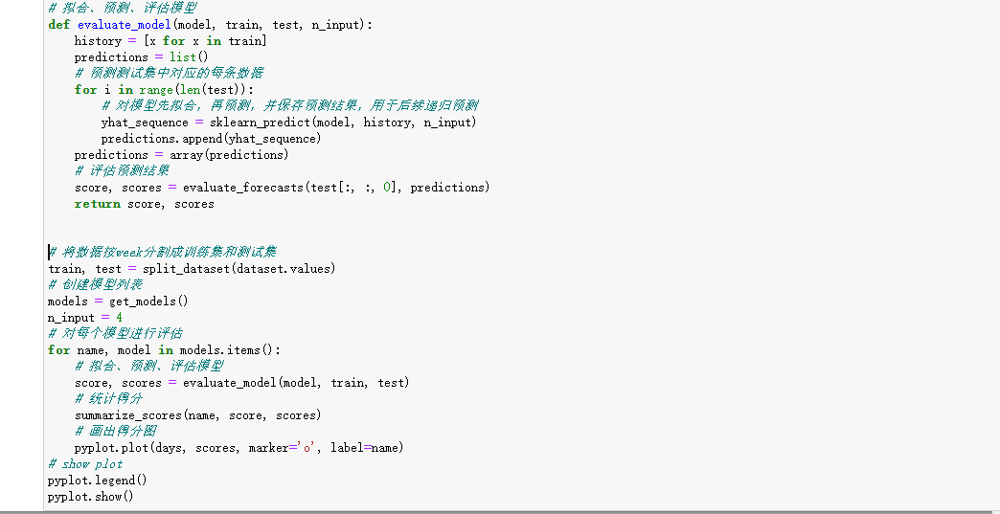 # 拟合、预测、评估模型
def evaluate_model(model, train, test, n_input):
    history = [x for x in train]
    predictions = list()
    # 预测测试集中对应的每条数据
    for i in range(len(test)):
        # 对模型先拟合，再预测，并保存预测结果，用于后续递归预测
        yhat_sequence = sklearn_predict(model, history, n_input)
        predictions.append(yhat_sequence)
    predictions = array(predictions)
    # 评估预测结果
    score, scores = evaluate_forecasts(test[:, :, 0], predictions)
    return score, scores
# 将数据按week分割成训练集和测试集
train, test = split_dataset(dataset.values)
# 创建模型列表
models = get_models()
n_input = 4
# 对每个模型进行评估
for name, model in models.items():
    # 拟合、预测、评估模型
    score, scores = evaluate_model(model, train, test)
    # 统计得分
    summarize_scores(name, score, scores)
    # 画出得分图
    pyplot.plot(days, scores, marker='o', label=name)
# show plot
pyplot.legend()
pyplot.show()